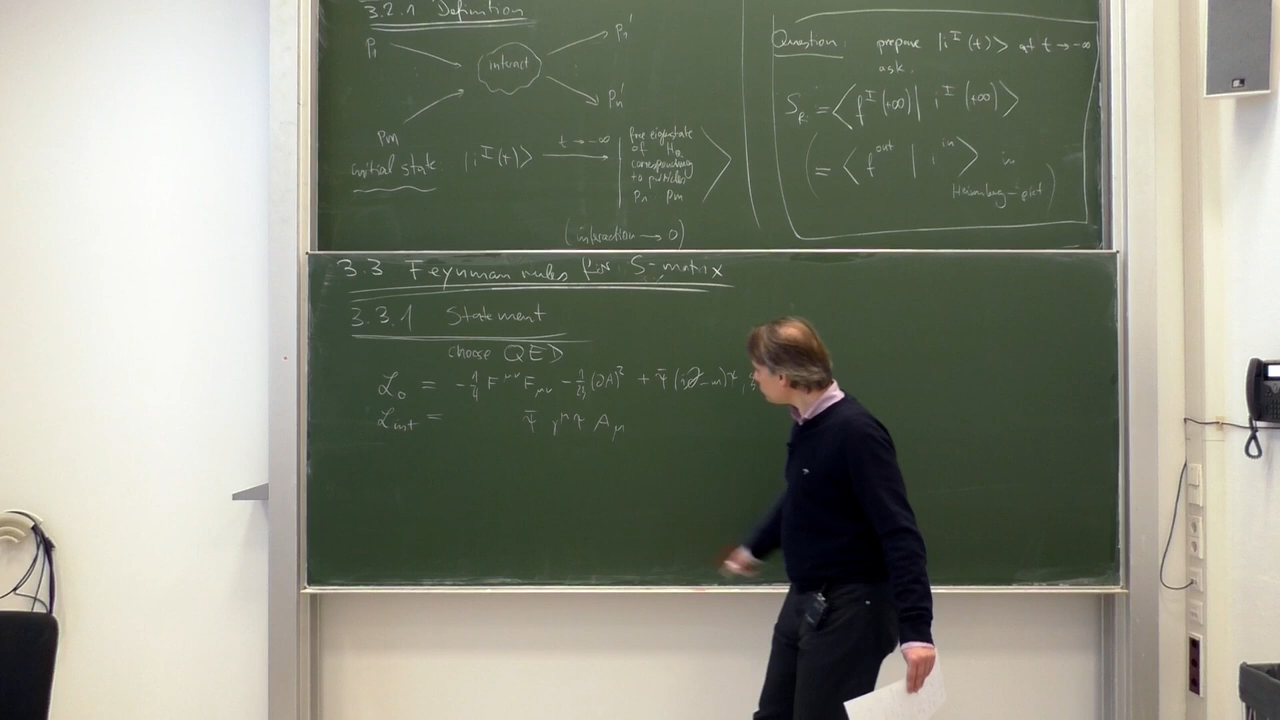 3.2.1 Definition
P₁
interact
P₁'
Pₙ'
Pm
initial state: |i^I(t)> t → -∞ | free eigenstate of H₀ corresponding to particles P₁ Pm >
(interaction → 0)
Question: prepare |i^I(t)> at t → -∞
ask.
S_fi = <f^I(+∞)| i^I(+∞)>
( = <f^out | i^in> in
Heisenberg-pict )
3.3 Feynman rules for S-matrix
3.3.1 Statement
choose QED
ℒ₀ = -1/4 F^μν F_μν - 1/2ξ (∂A)² + ψ̄ (i∂̸ - m)ψ,
ℒ_int = ψ̄ γ^μ ψ A_μ